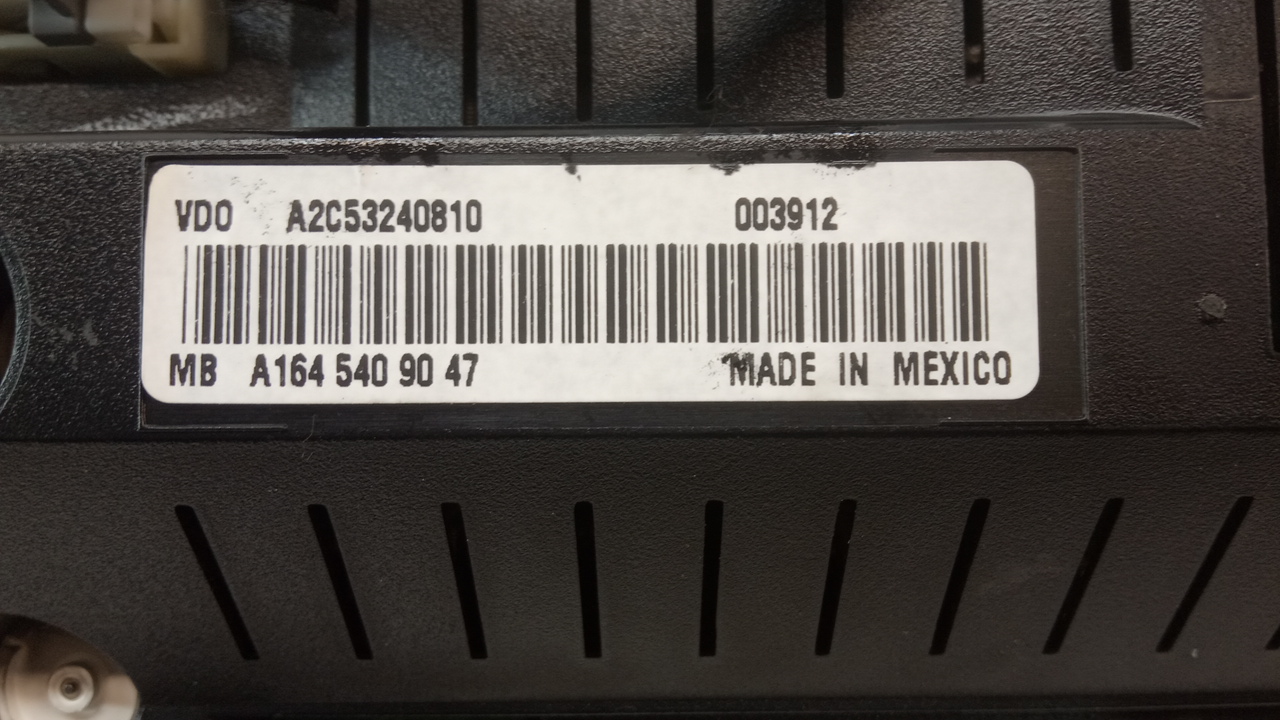 VDO A2C53240810 003912
MB A164 540 90 47 MADE IN MEXICO